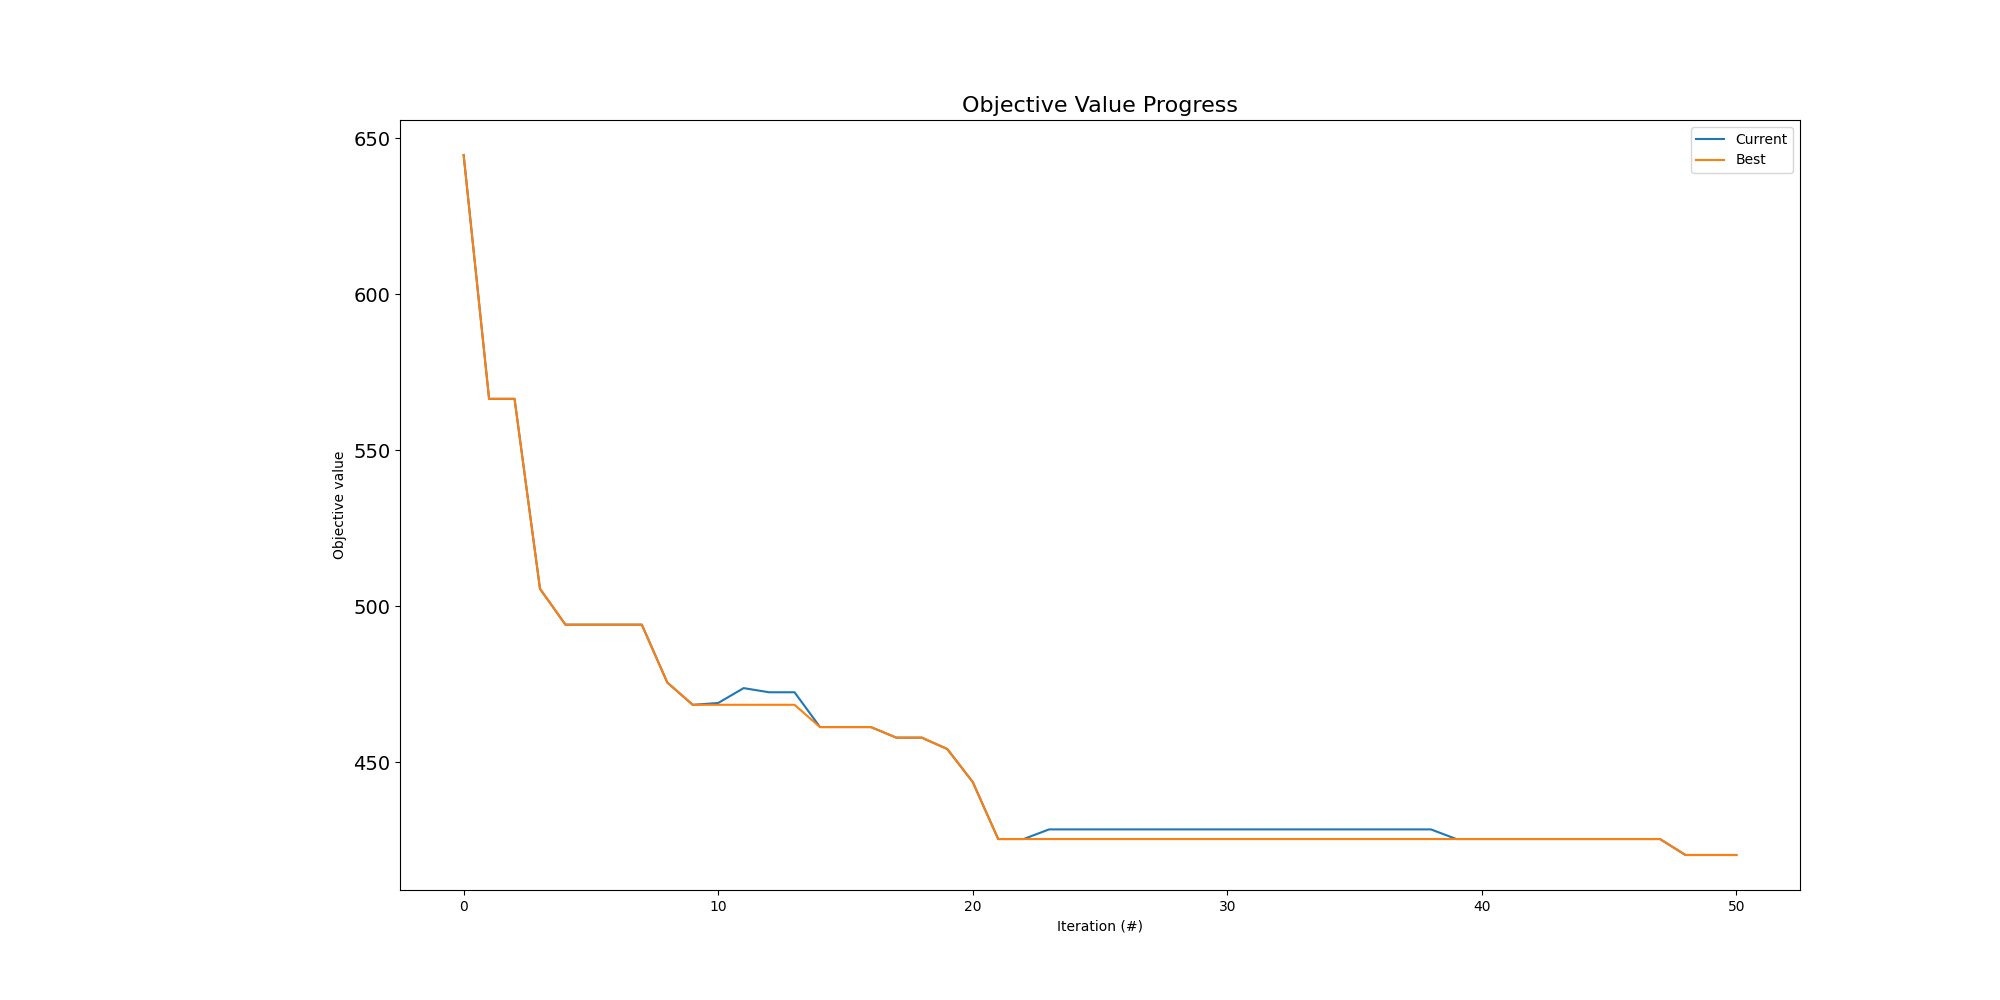 Objective Value Progress
Current
Best
650
600
550
500
450
Objective value
0 10 20 30 40 50
Iteration (#)